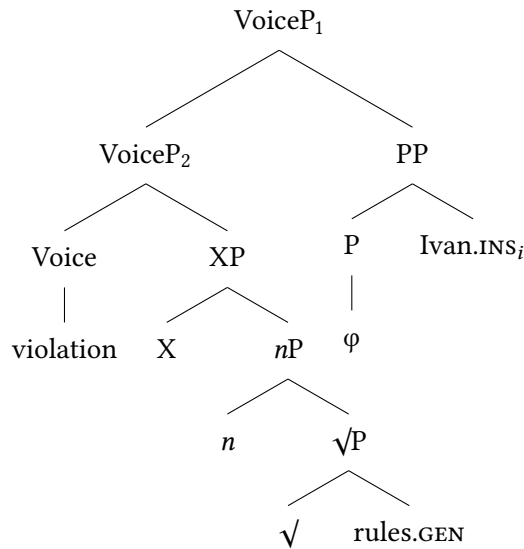 VoiceP₁
VoiceP₂ PP
Voice XP P Ivan.INSᵢ
violation X nP φ
n √P
√ rules.GEN